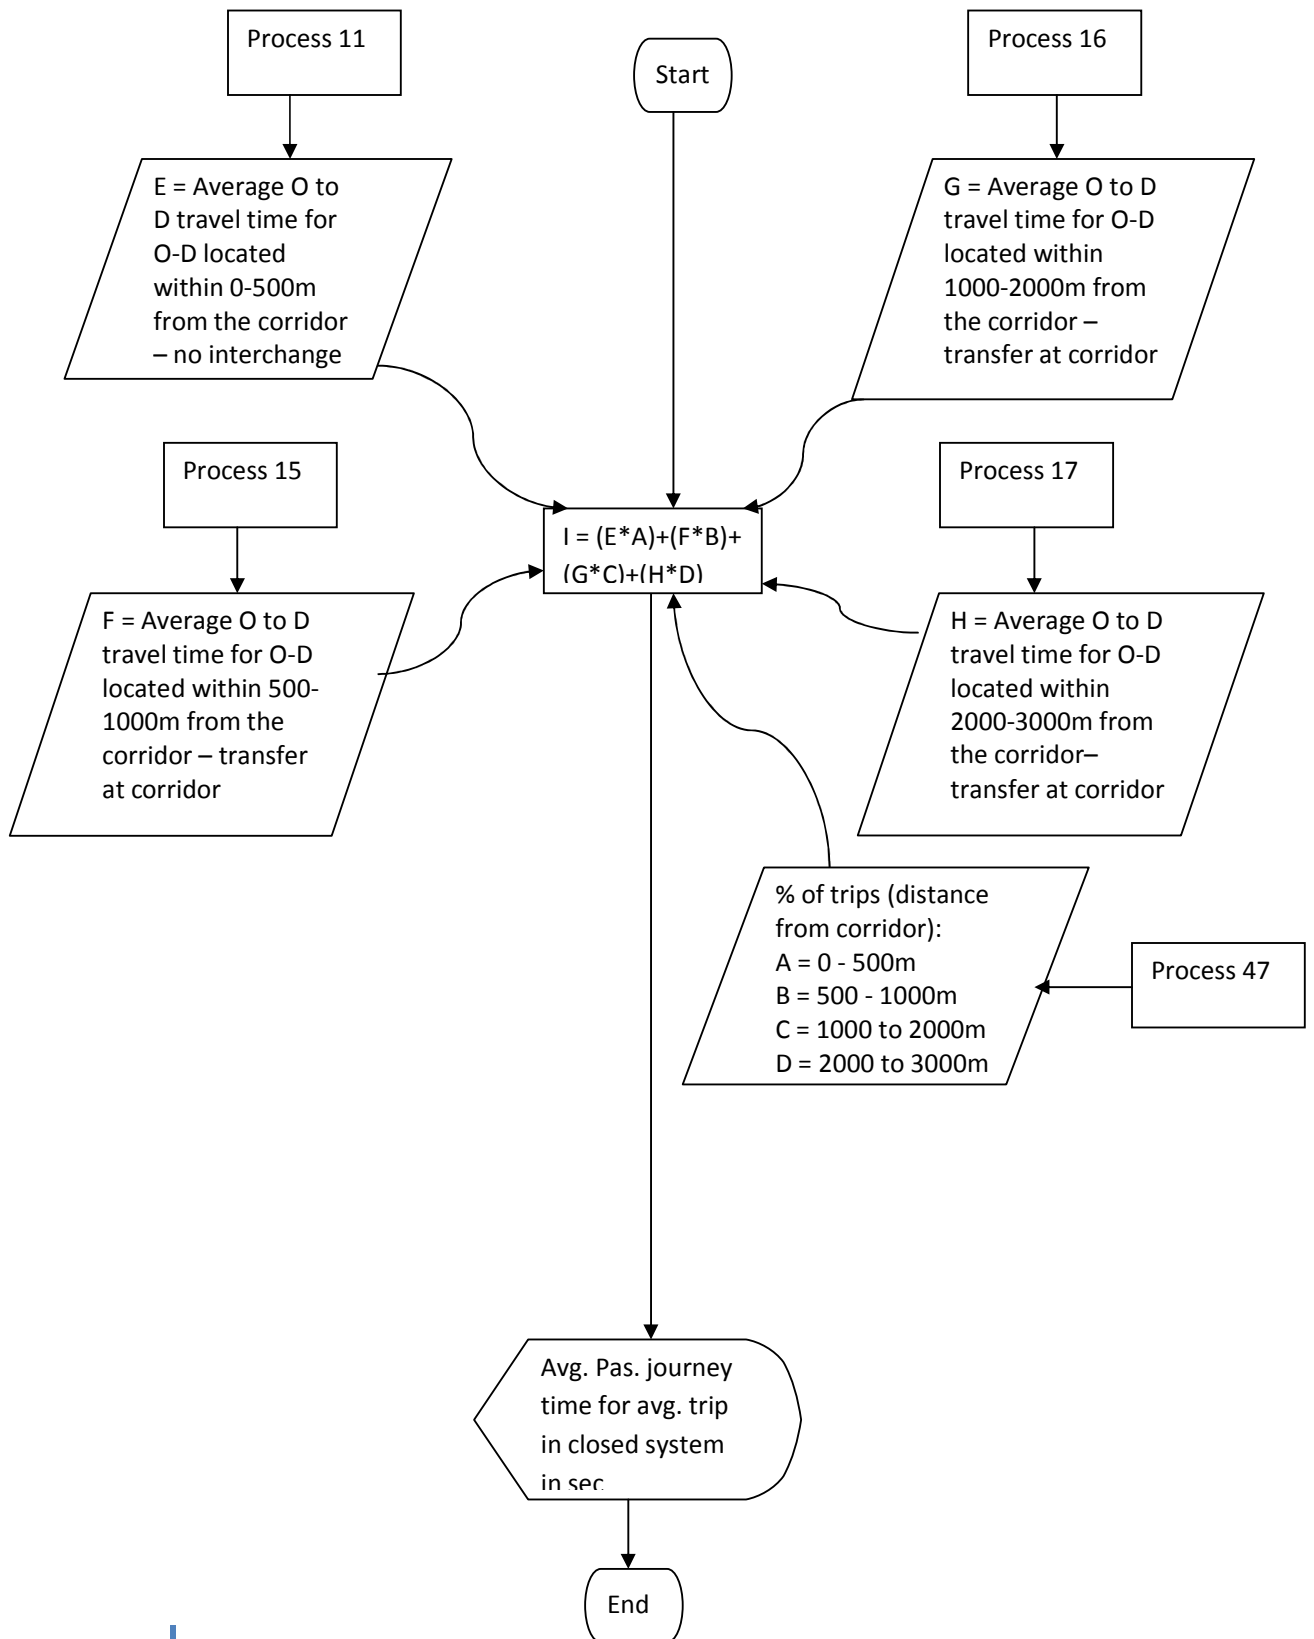 Process 11
Start
Process 16
E = Average O to
D travel time for
O-D located
within 0-500m
from the corridor
– no interchange
G = Average O to D
travel time for O-D
located within
1000-2000m from
the corridor –
transfer at corridor
Process 15
Process 17
I = (E*A)+(F*B)+
(G*C)+(H*D)
F = Average O to D
travel time for O-D
located within 500-
1000m from the
corridor – transfer
at corridor
H = Average O to D
travel time for O-D
located within
2000-3000m from
the corridor–
transfer at corridor
% of trips (distance
from corridor):
A = 0 - 500m
B = 500 - 1000m
C = 1000 to 2000m
D = 2000 to 3000m
Process 47
Avg. Pas. journey
time for avg. trip
in closed system
in sec
End